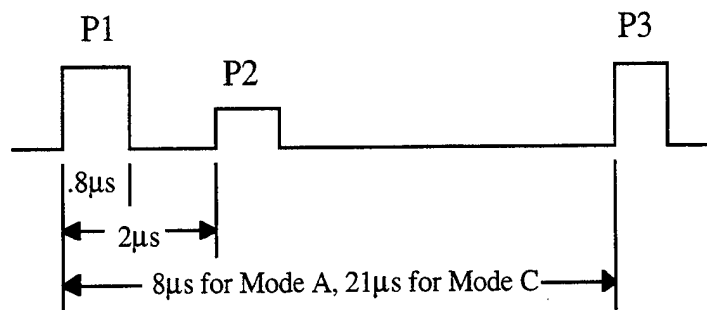 P1
P2
P3
.8µs
2µs
8µs for Mode A, 21µs for Mode C